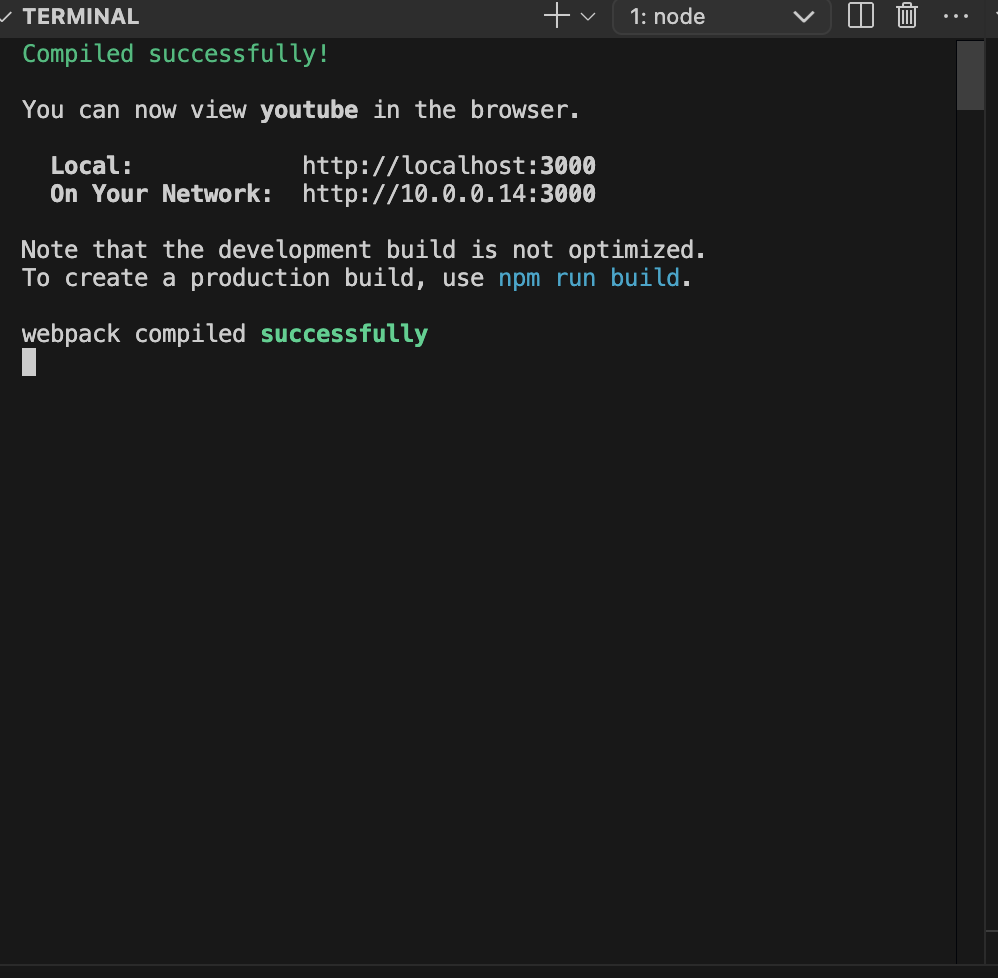 TERMINAL
1: node
Compiled successfully!
You can now view youtube in the browser.
Local: http://localhost:3000
On Your Network: http://10.0.0.14:3000
Note that the development build is not optimized.
To create a production build, use npm run build.
webpack compiled successfully